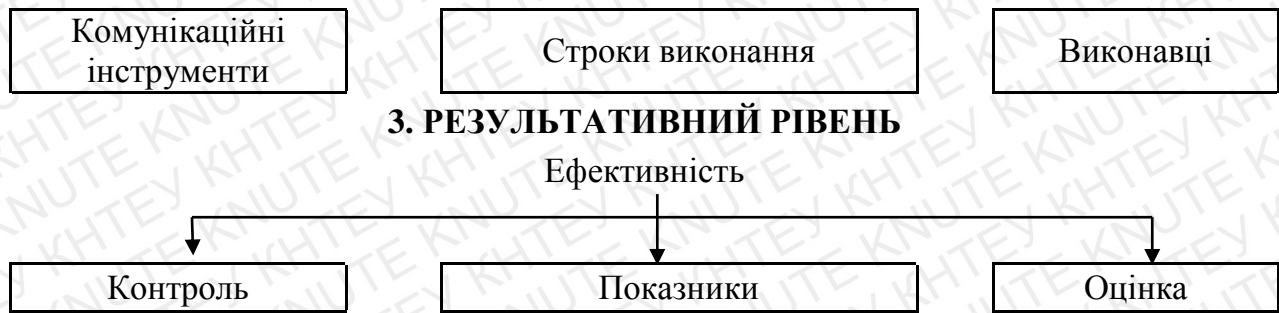 Комунікаційні
інструменти
Строки виконання
Виконавці
3. РЕЗУЛЬТАТИВНИЙ РІВЕНЬ
Ефективність
Контроль
Показники
Оцінка